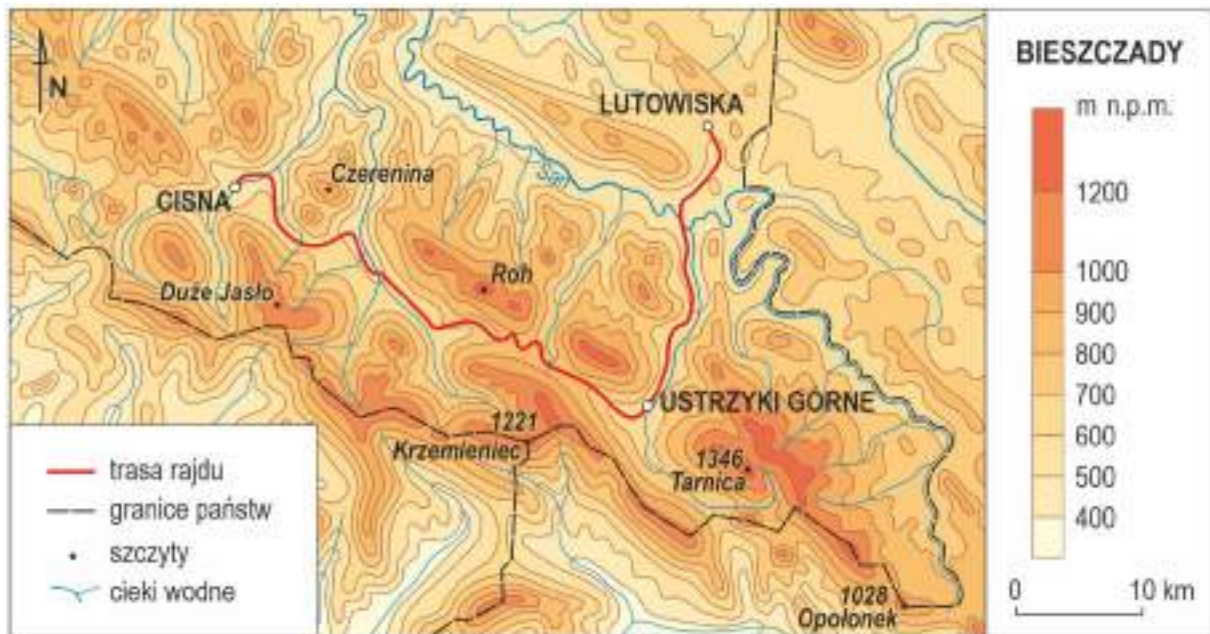 N
LUTOWISKA
Czerenina
CISNA
San
Roh
Duże Jasło
USTRZYKI GÓRNE
1221
Krzemieniec
1346
Tarnica
1028
Opołonek
trasa rajdu
granice państw
szczyty
cieki wodne
BIESZCZADY
m n.p.m.
1200
1000
900
800
700
600
500
400
0 10 km